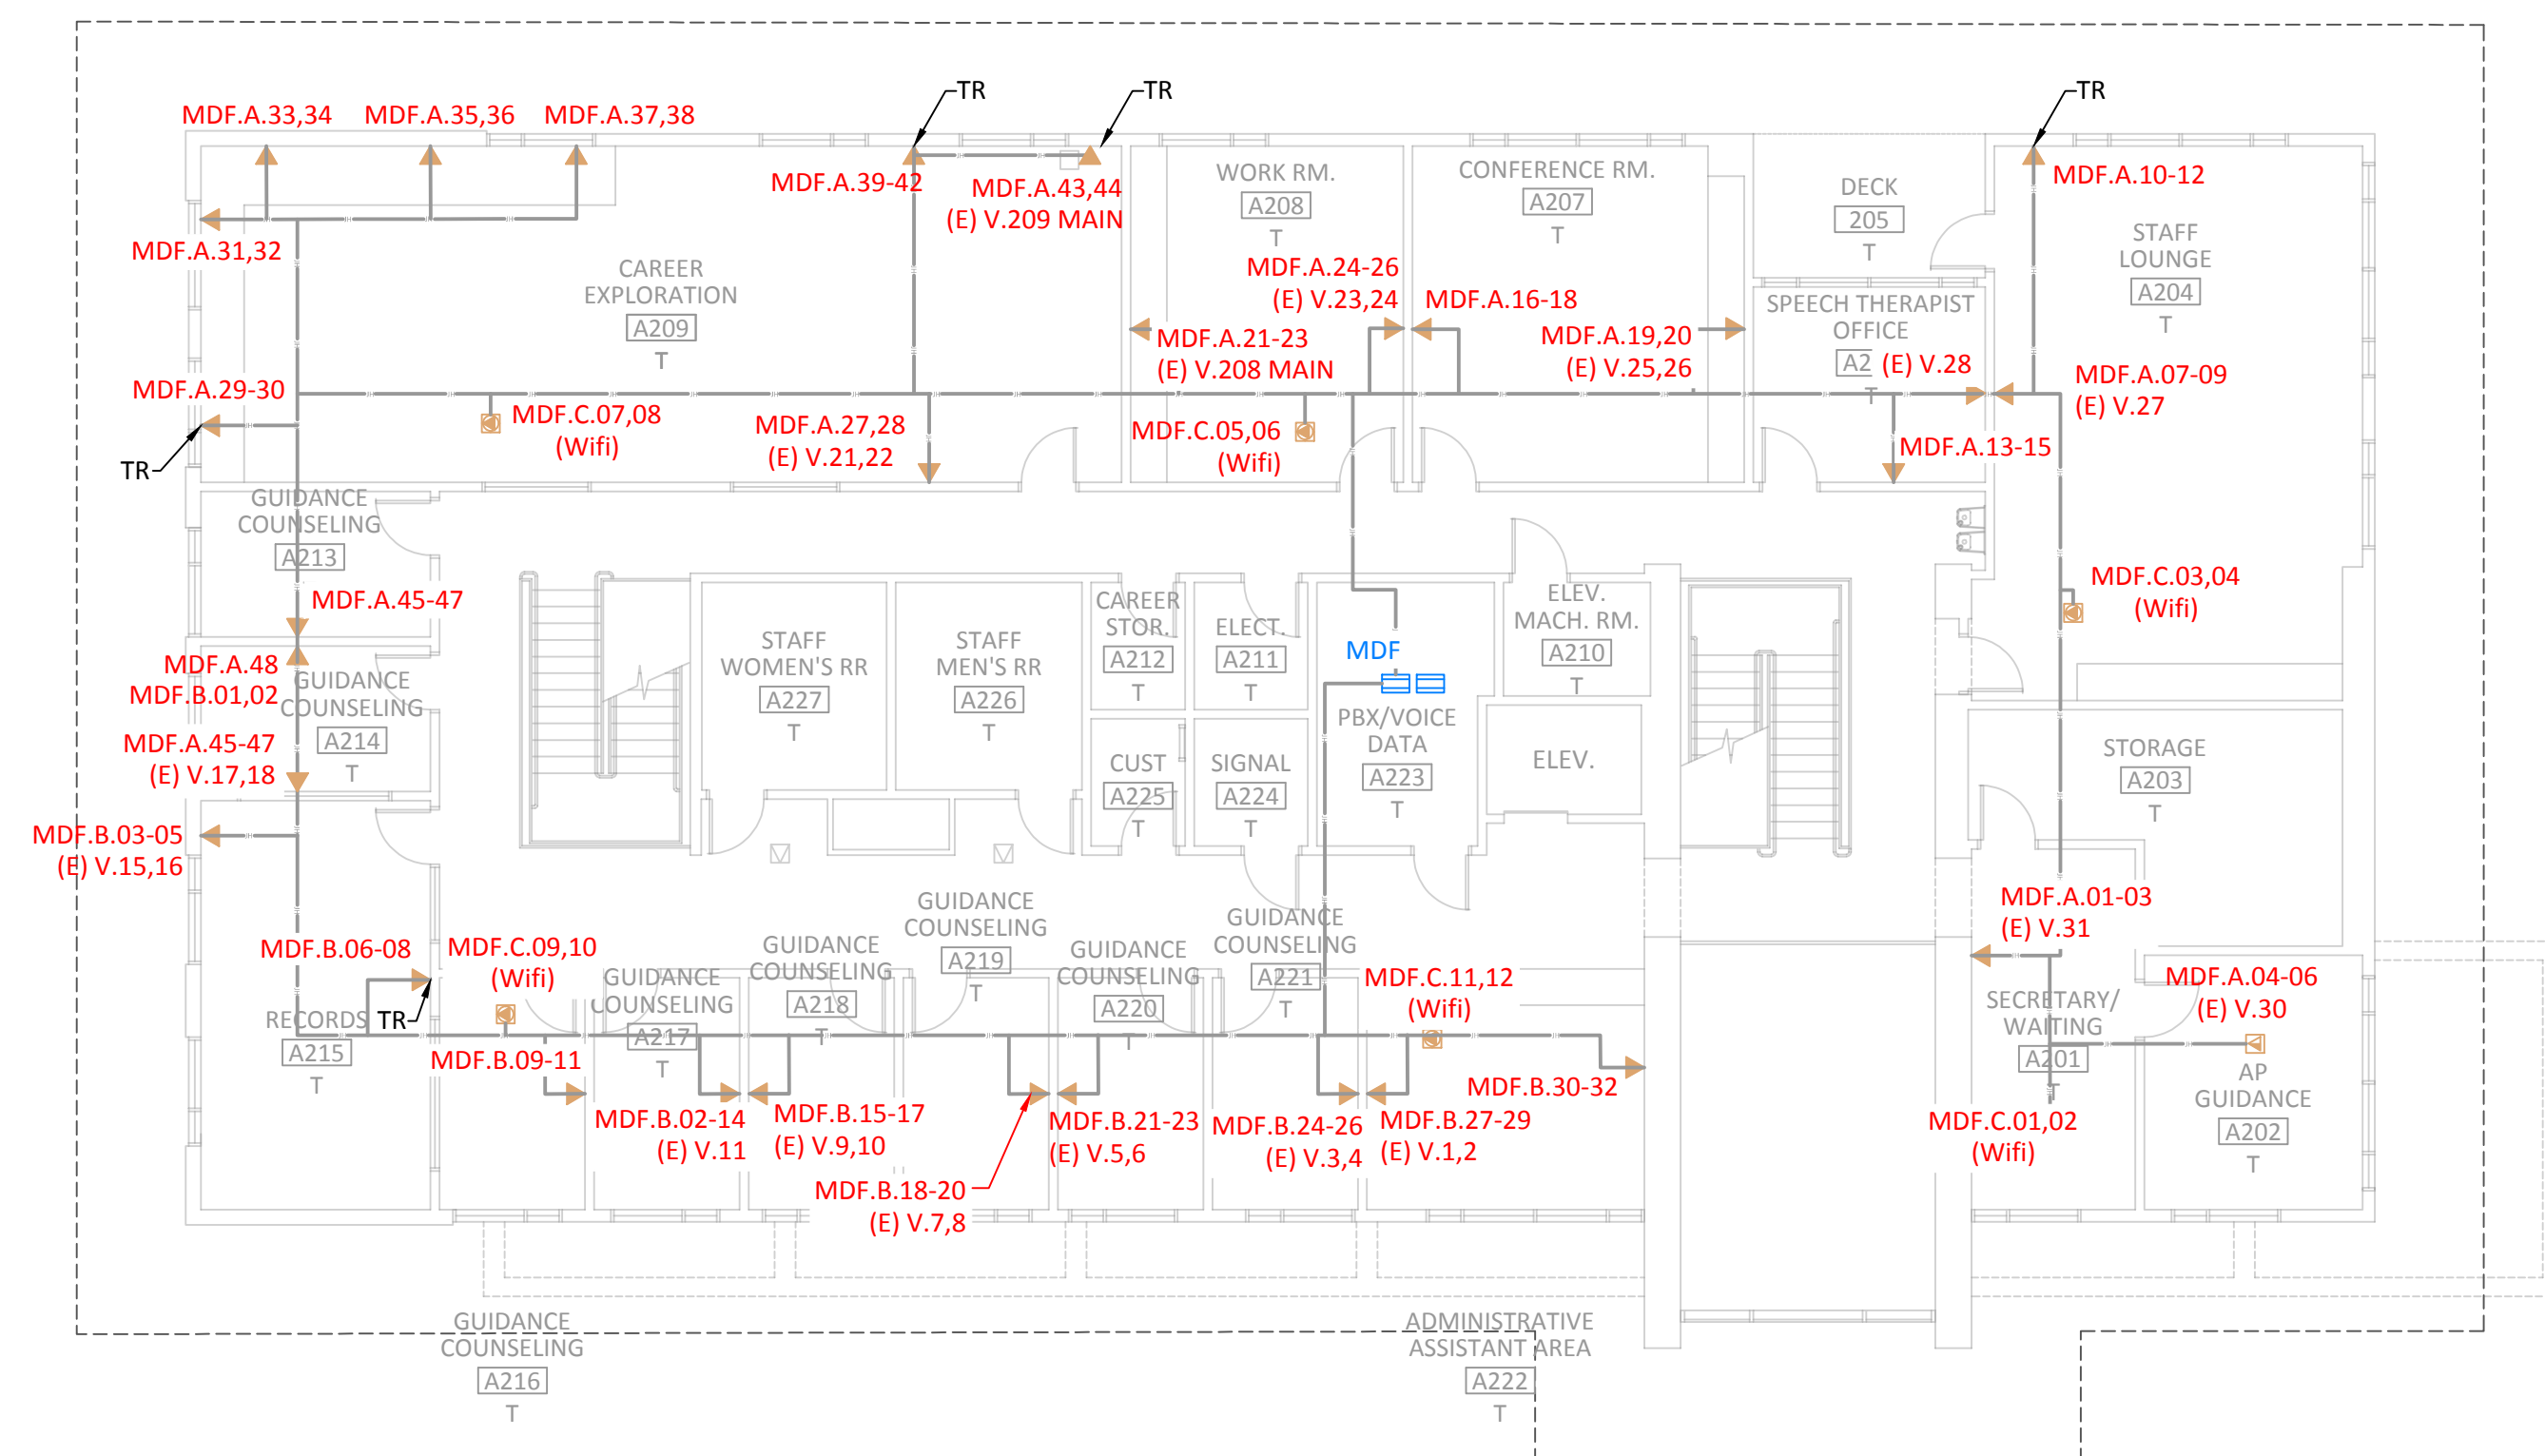 TR
TR
TR
MDF.A.33,34
MDF.A.35,36
MDF.A.37,38
MDF.A.39-42
MDF.A.43,44
(E) V.209 MAIN
WORK RM.
A208
T
CONFERENCE RM.
A207
T
DECK
205
T
MDF.A.10-12
STAFF
LOUNGE
A204
T
MDF.A.31,32
CAREER
EXPLORATION
A209
T
MDF.A.24-26
(E) V.23,24
MDF.A.16-18
MDF.A.21-23
(E) V.208 MAIN
MDF.A.19,20
(E) V.25,26
SPEECH THERAPIST
OFFICE
A2
(E) V.28
T
MDF.A.07-09
(E) V.27
MDF.A.29-30
TR
MDF.C.07,08
(Wifi)
MDF.A.27,28
(E) V.21,22
MDF.C.05,06
(Wifi)
MDF.A.13-15
GUIDANCE
COUNSELING
A213
T
MDF.A.45-47
MDF.C.03,04
(Wifi)
STAFF
WOMEN'S RR
A227
T
STAFF
MEN'S RR
A226
T
CAREER
STOR.
A212
T
ELECT.
A211
T
MDF
ELEV.
MACH. RM.
A210
T
MDF.A.48
MDF.B.01,02
GUIDANCE
COUNSELING
A214
T
MDF.A.45-47
(E) V.17,18
CUST
A225
T
SIGNAL
A224
T
PBX/VOICE
DATA
A223
T
ELEV.
STORAGE
A203
T
MDF.B.03-05
(E) V.15,16
MDF.A.01-03
(E) V.31
MDF.B.06-08
MDF.C.09,10
(Wifi)
GUIDANCE
COUNSELING
A217
T
GUIDANCE
COUNSELING
A218
T
GUIDANCE
COUNSELING
A219
T
GUIDANCE
COUNSELING
A220
T
GUIDANCE
COUNSELING
A221
T
MDF.C.11,12
(Wifi)
SECRETARY/
WAITING
A201
T
MDF.A.04-06
(E) V.30
RECORDS
A215
T
TR
MDF.B.09-11
MDF.B.02-14
(E) V.11
MDF.B.15-17
(E) V.9,10
MDF.B.18-20
(E) V.7,8
MDF.B.21-23
(E) V.5,6
MDF.B.24-26
(E) V.3,4
MDF.B.27-29
(E) V.1,2
MDF.B.30-32
MDF.C.01,02
(Wifi)
AP
GUIDANCE
A202
T
GUIDANCE
COUNSELING
A216
T
ADMINISTRATIVE
ASSISTANT AREA
A222
T